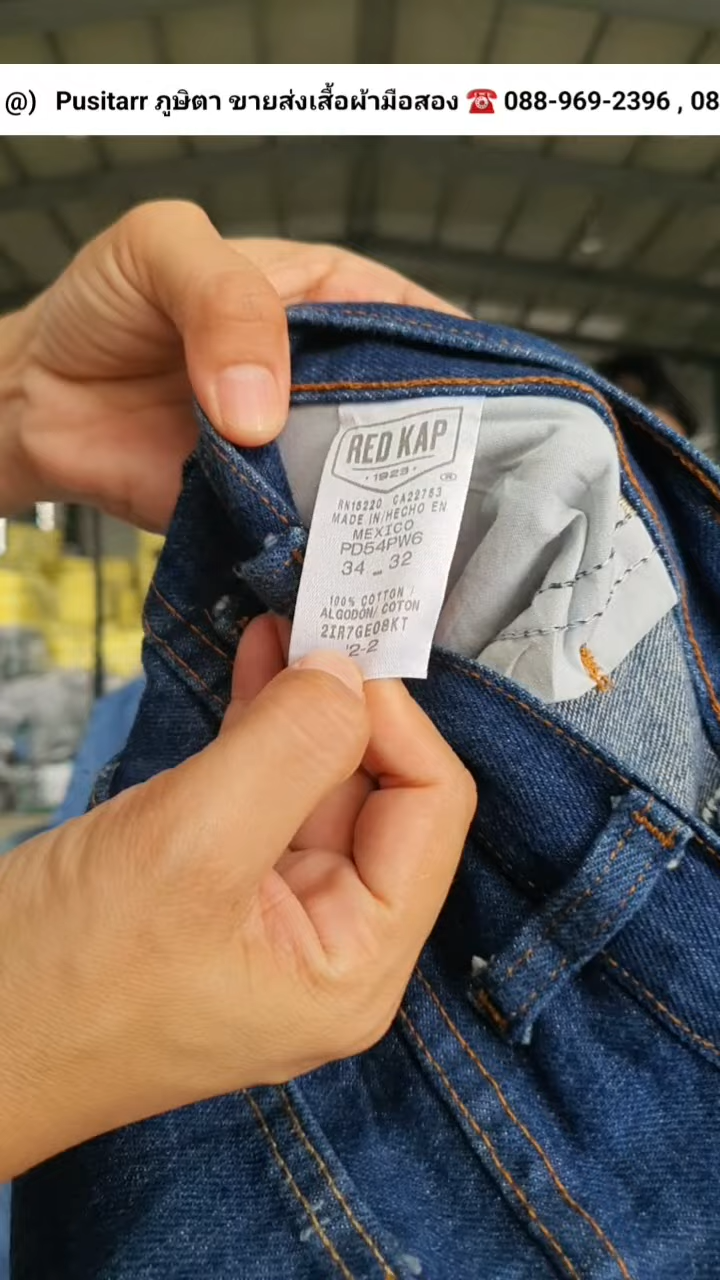 @)   Pusitarr ภูษิตา ขายส่งเสื้อผ้ามือสอง ☎️ 088-969-2396 , 08
RED KAP
· 1923 · ®
RN15220 CA22753
MADE IN/HECHO EN
MEXICO
PD54PW6
34 - 32
100% COTTON /
ALGODON/ COTON
2IR7GE08KT
2-2